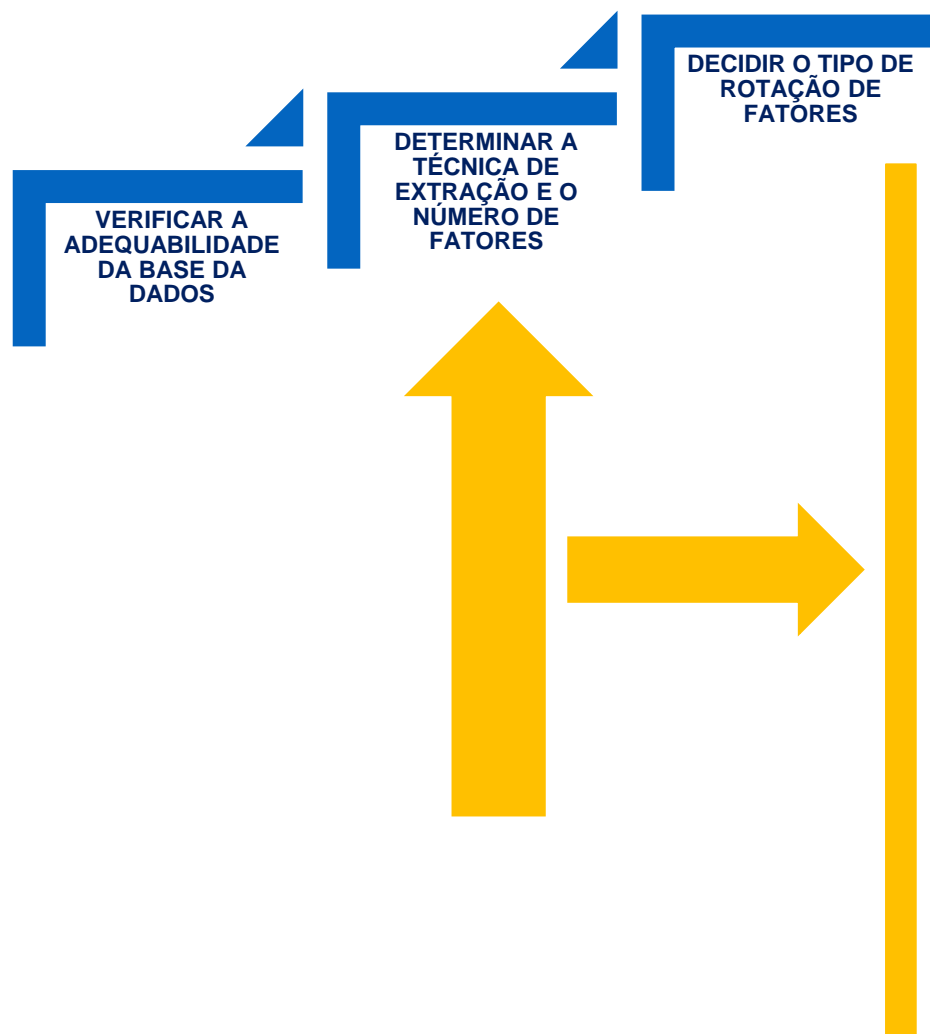 VERIFICAR A
ADEQUABILIDADE
DA BASE DA
DADOS
DETERMINAR A
TÉCNICA DE
EXTRAÇÃO E O
NÚMERO DE
FATORES
DECIDIR O TIPO DE
ROTAÇÃO DE
FATORES